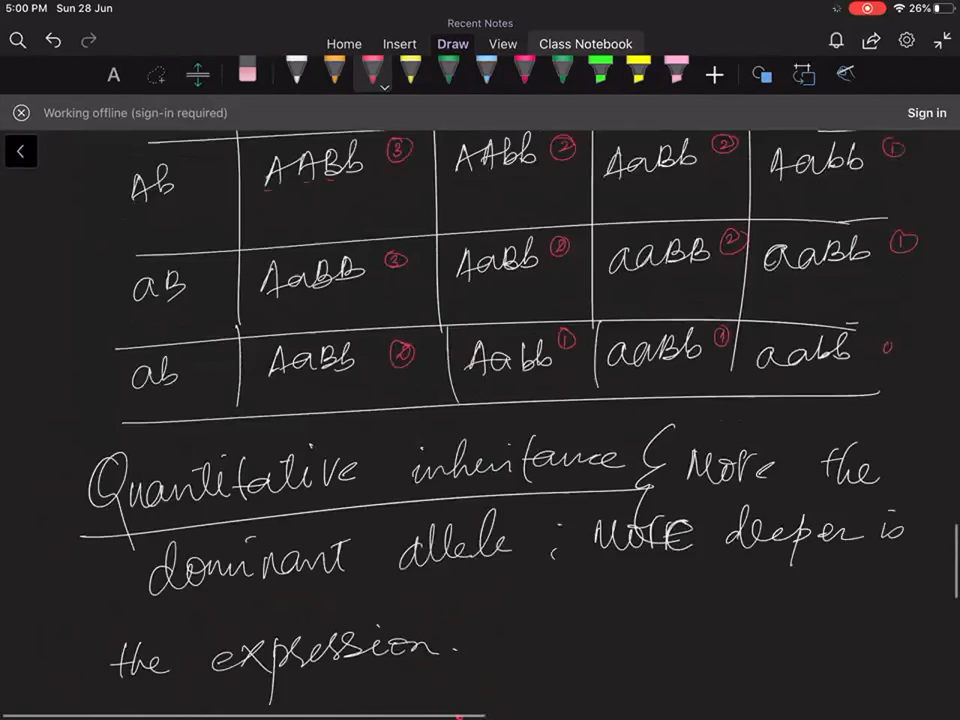 5:00 PM Sun 28 Jun 26%
Recent Notes
Home Insert Draw View Class Notebook
A
Working offline (sign-in required) Sign in
Ab AABb 3 AAbb 2 AaBb 2 Aabb 1
aB AaBB 3 AaBb 2 aaBB 2 aaBb 1
ab AaBb 2 Aabb 1 aaBb 1 aabb 0
Quantitative inheritance { More the
dominant allele ; more deeper is
the expression.